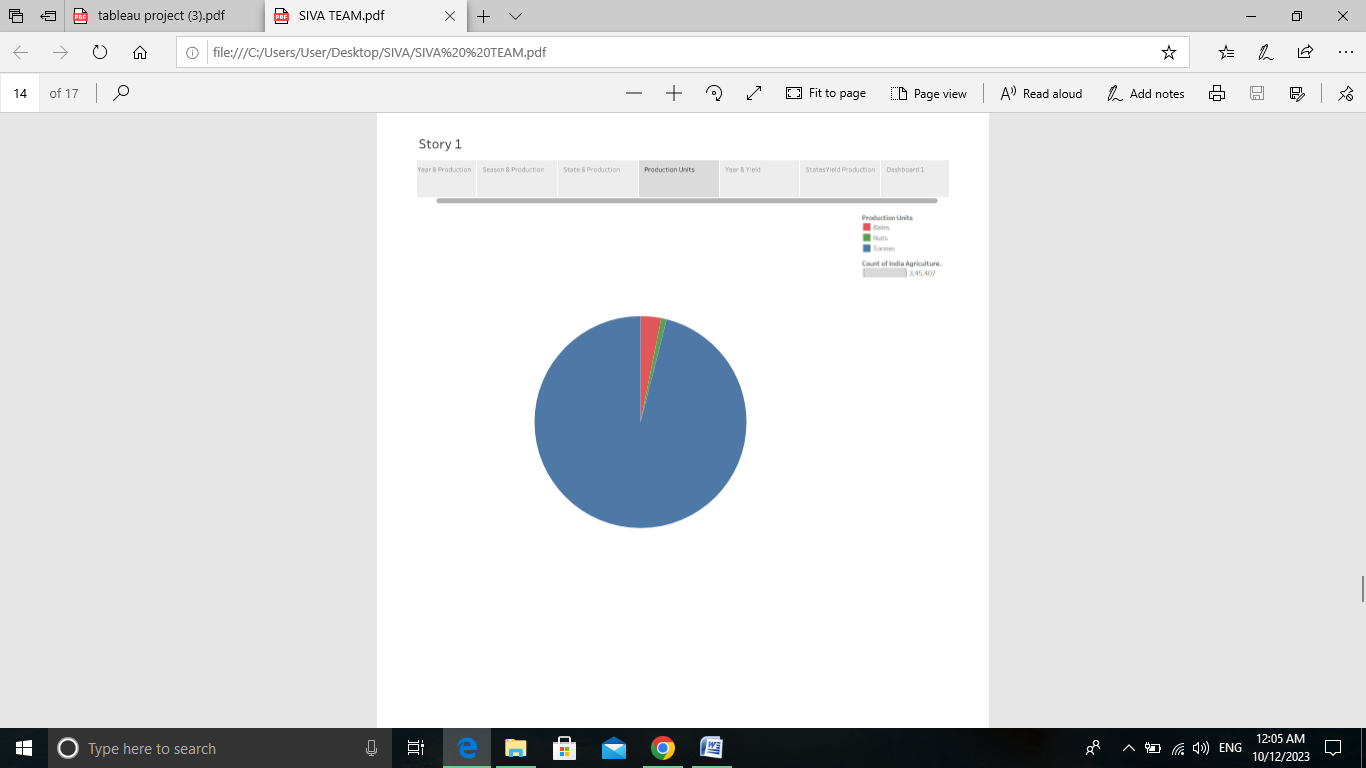 tableau project (3).pdf
SIVA TEAM.pdf
file:///C:/Users/User/Desktop/SIVA/SIVA%20%20TEAM.pdf
14 of 17
Fit to page
Page view
Read aloud
Add notes
Story 1
Year & Production
Season & Production
State & Production
Production Units
Year & Yield
StatesYield Production
Dashboard 1
Production Units
Bales
Nuts
Tonnes
Count of India Agriculture..
3,45,407
Type here to search
ENG
12:05 AM
10/12/2023